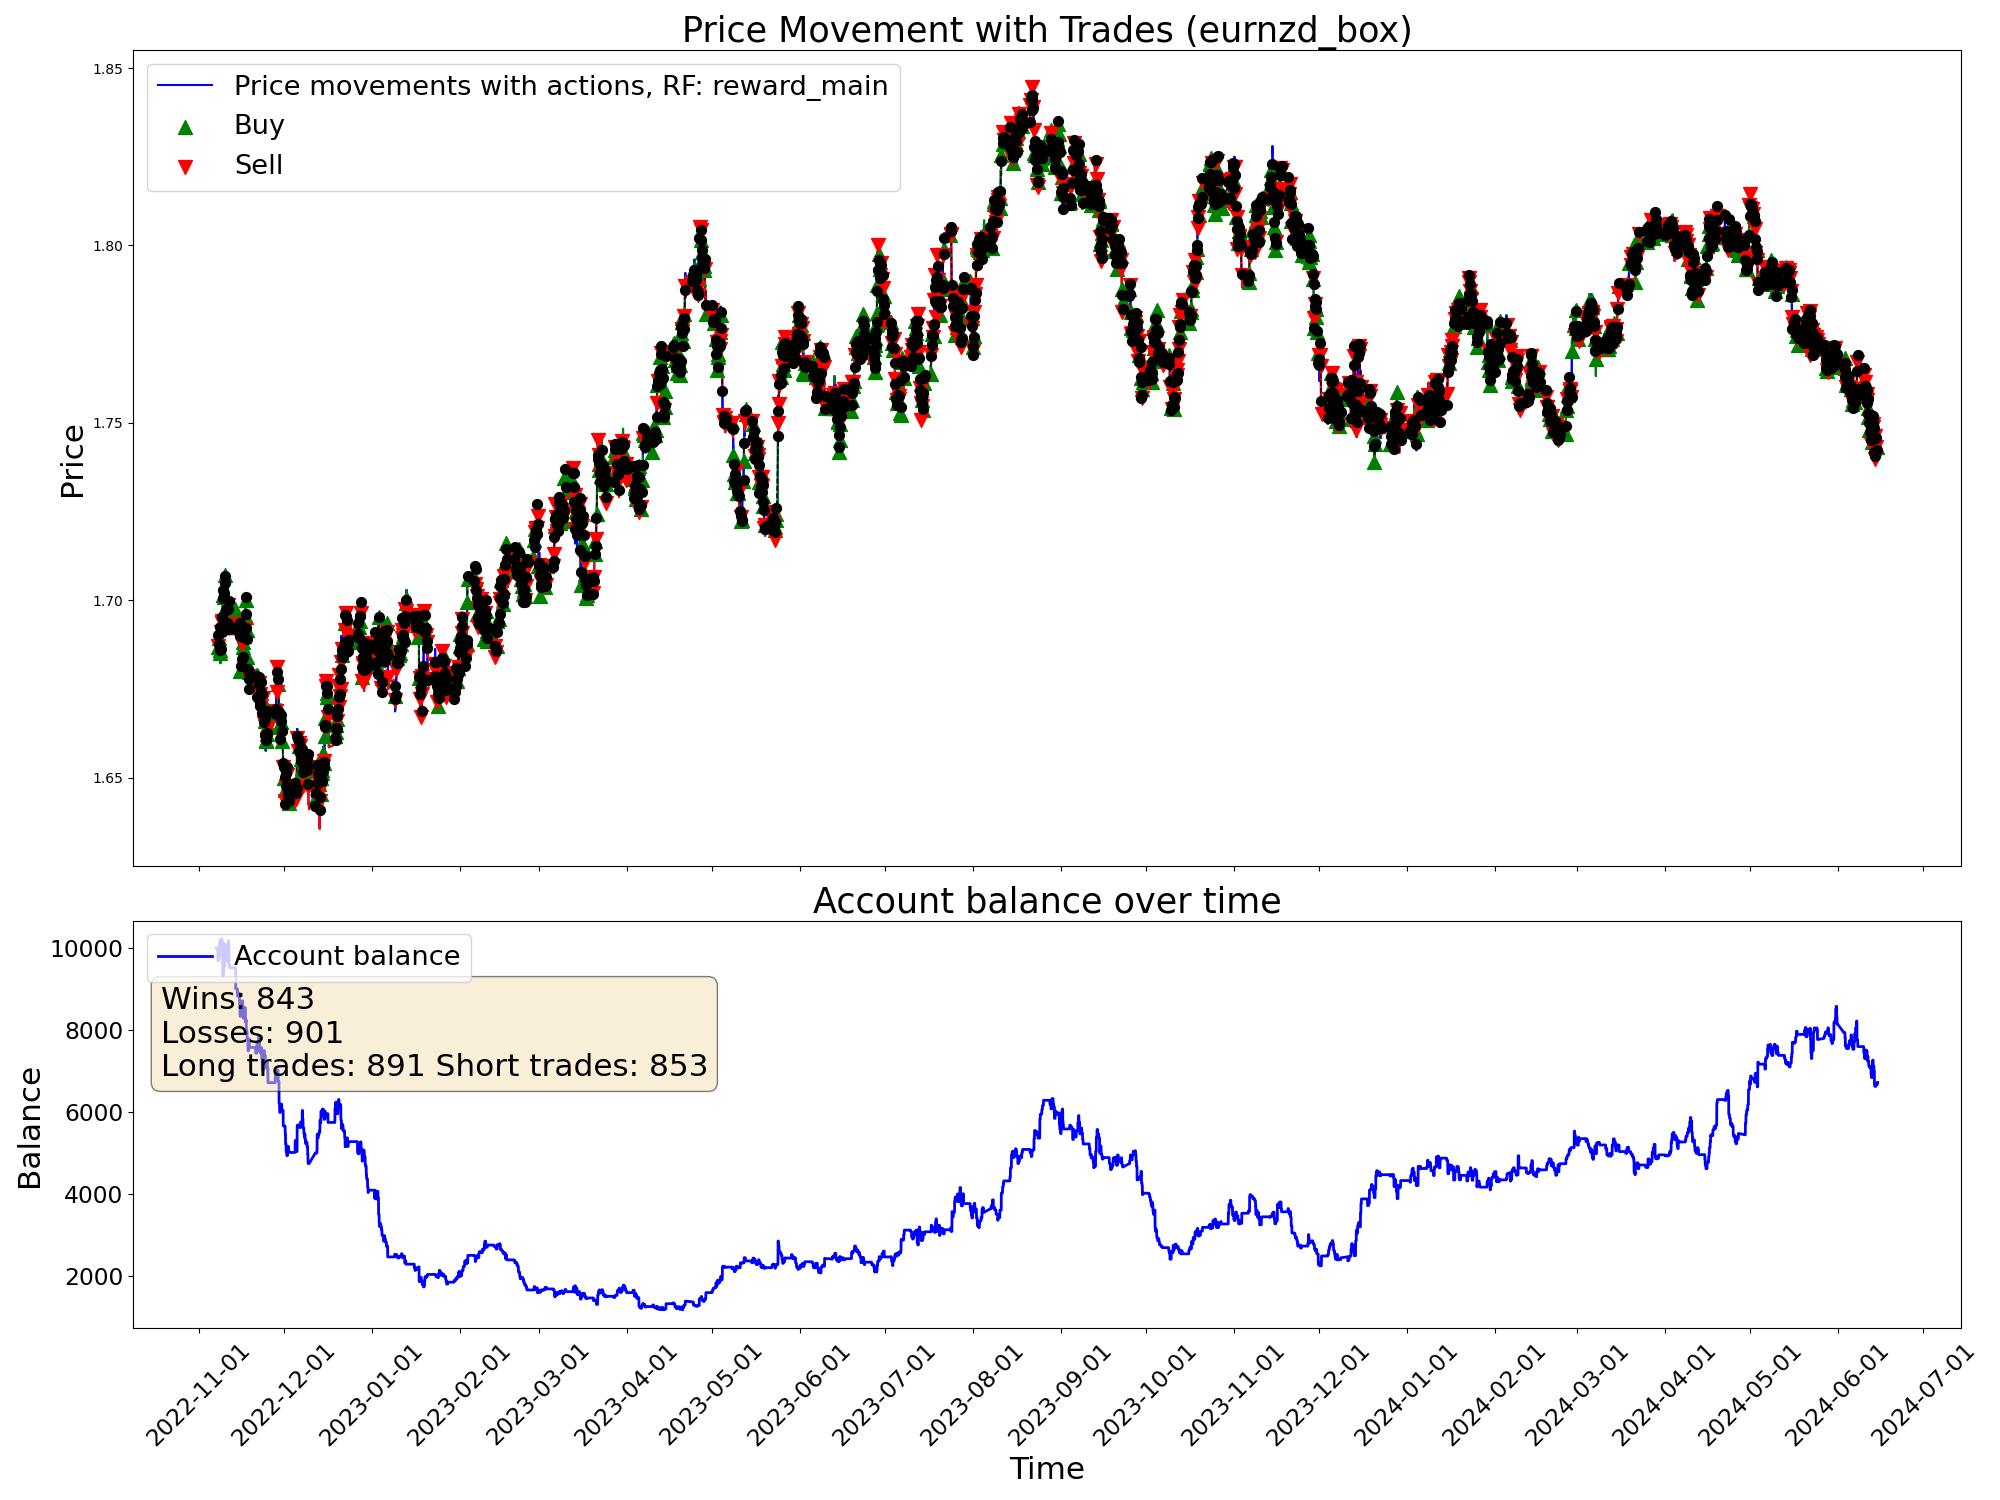 Price Movement with Trades (eurnzd_box)
Price movements with actions, RF: reward_main
Buy
Sell
Price
1.85
1.80
1.75
1.70
1.65
Account balance over time
Account balance
Wins: 843
Losses: 901
Long trades: 891 Short trades: 853
Balance
10000
8000
6000
4000
2000
2022-11-01
2022-12-01
2023-01-01
2023-02-01
2023-03-01
2023-04-01
2023-05-01
2023-06-01
2023-07-01
2023-08-01
2023-09-01
2023-10-01
2023-11-01
2023-12-01
2024-01-01
2024-02-01
2024-03-01
2024-04-01
2024-05-01
2024-06-01
2024-07-01
Time